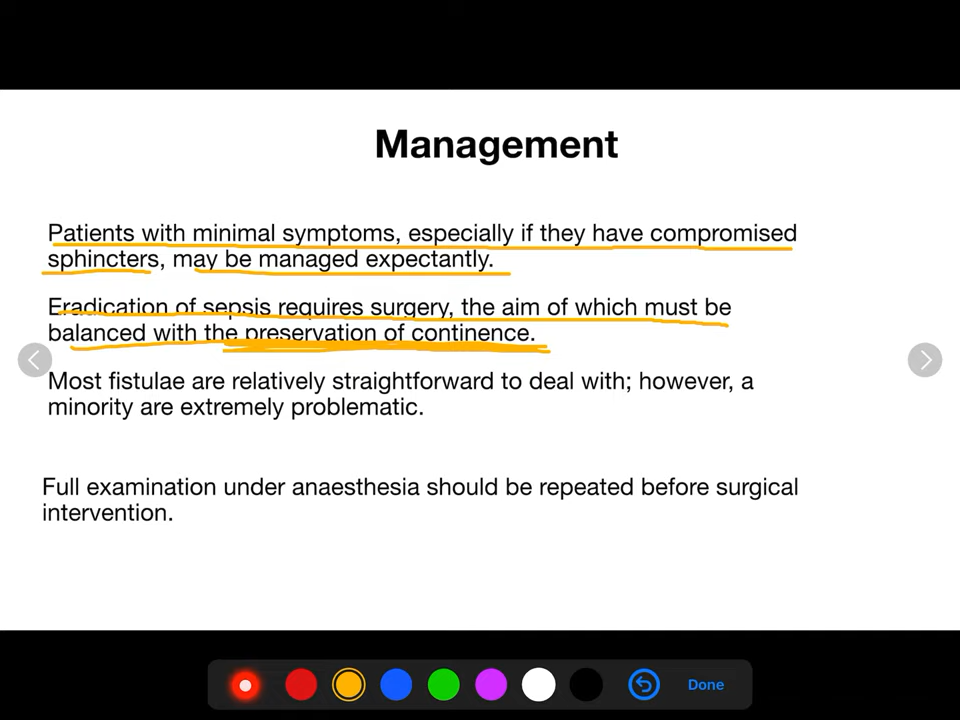 Management
Patients with minimal symptoms, especially if they have compromised
sphincters, may be managed expectantly.
Eradication of sepsis requires surgery, the aim of which must be
balanced with the preservation of continence.
Most fistulae are relatively straightforward to deal with; however, a
minority are extremely problematic.
Full examination under anaesthesia should be repeated before surgical
intervention.
Done